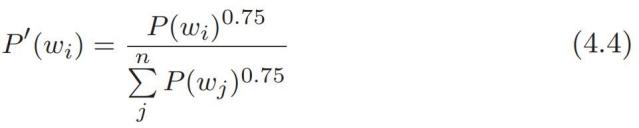 P′(w_i) = \frac{P(w_i)^{0.75}}{\sum_{j}^{n} P(w_j)^{0.75}} (4.4)